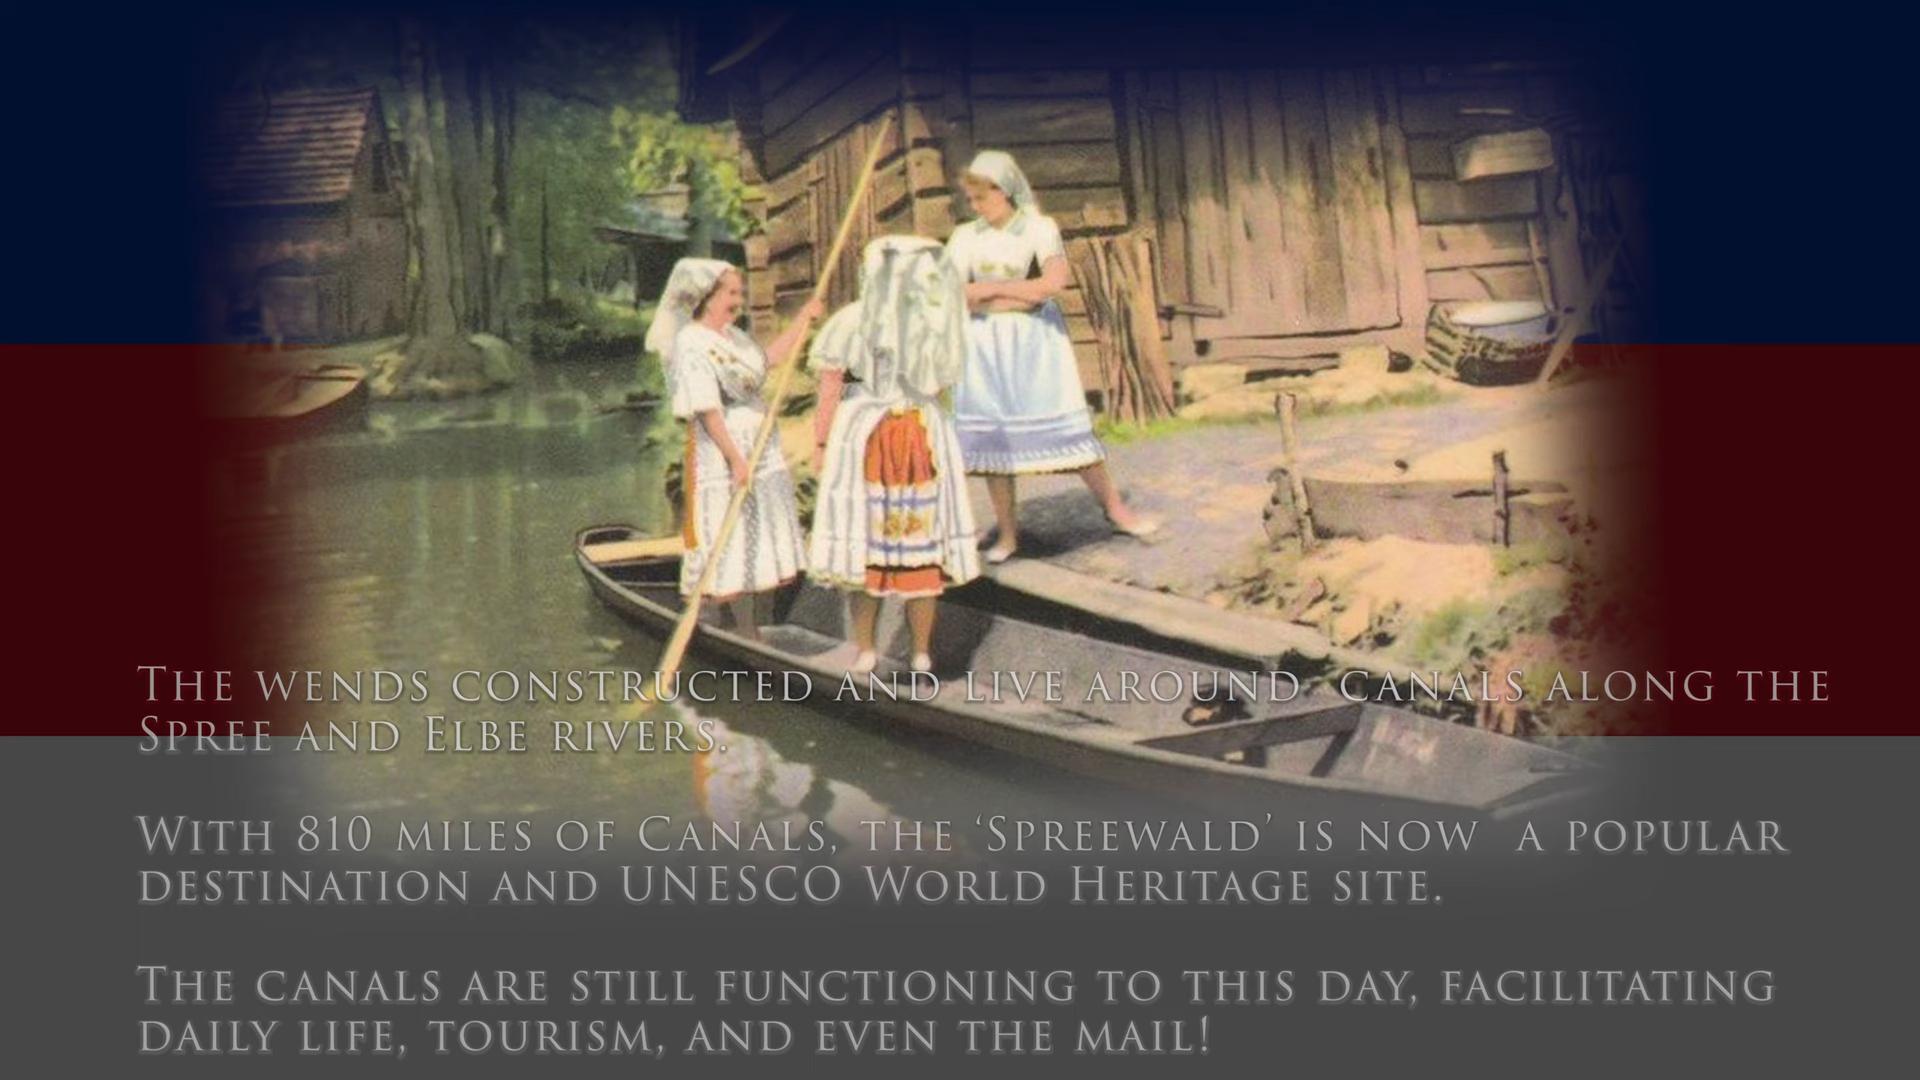 The wends constructed and live around canals along the
Spree and Elbe rivers.
With 810 miles of Canals, the ‘Spreewald’ is now a popular
destination and UNESCO World Heritage site.
The canals are still functioning to this day, facilitating
daily life, tourism, and even the mail!